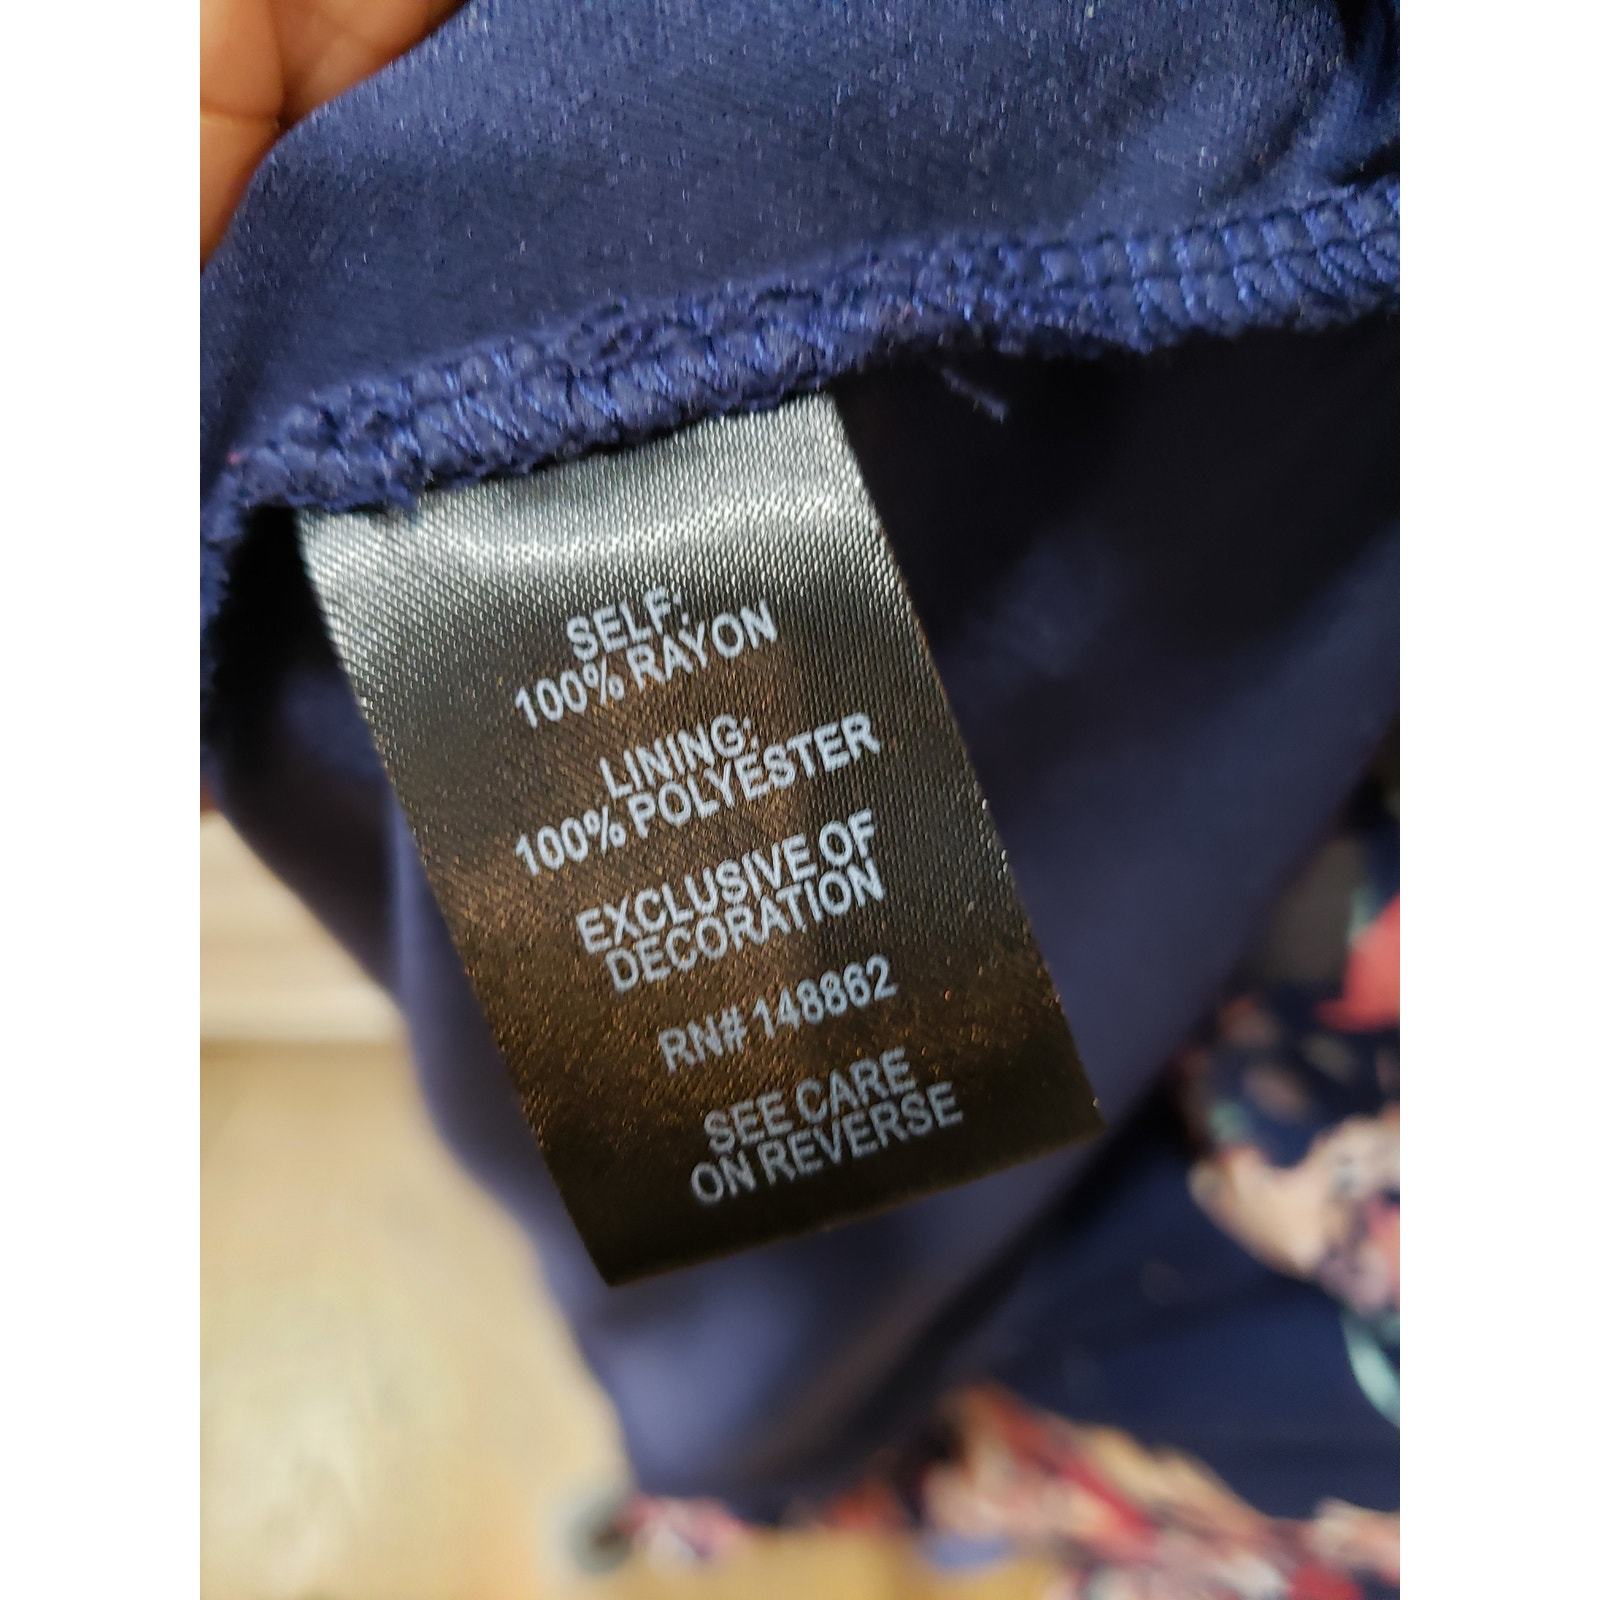 SELF:
100% RAYON
LINING:
100% POLYESTER
EXCLUSIVE OF
DECORATION
RN# 148862
SEE CARE
ON REVERSE